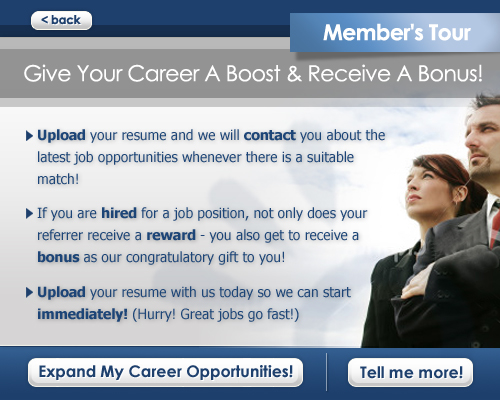 < back
Member's Tour
Give Your Career A Boost & Receive A Bonus!
Upload your resume and we will contact you about the
latest job opportunities whenever there is a suitable
match!
If you are hired for a job position, not only does your
referrer receive a reward - you also get to receive a
bonus as our congratulatory gift to you!
Upload your resume with us today so we can start
immediately! (Hurry! Great jobs go fast!)
Expand My Career Opportunities!
Tell me more!